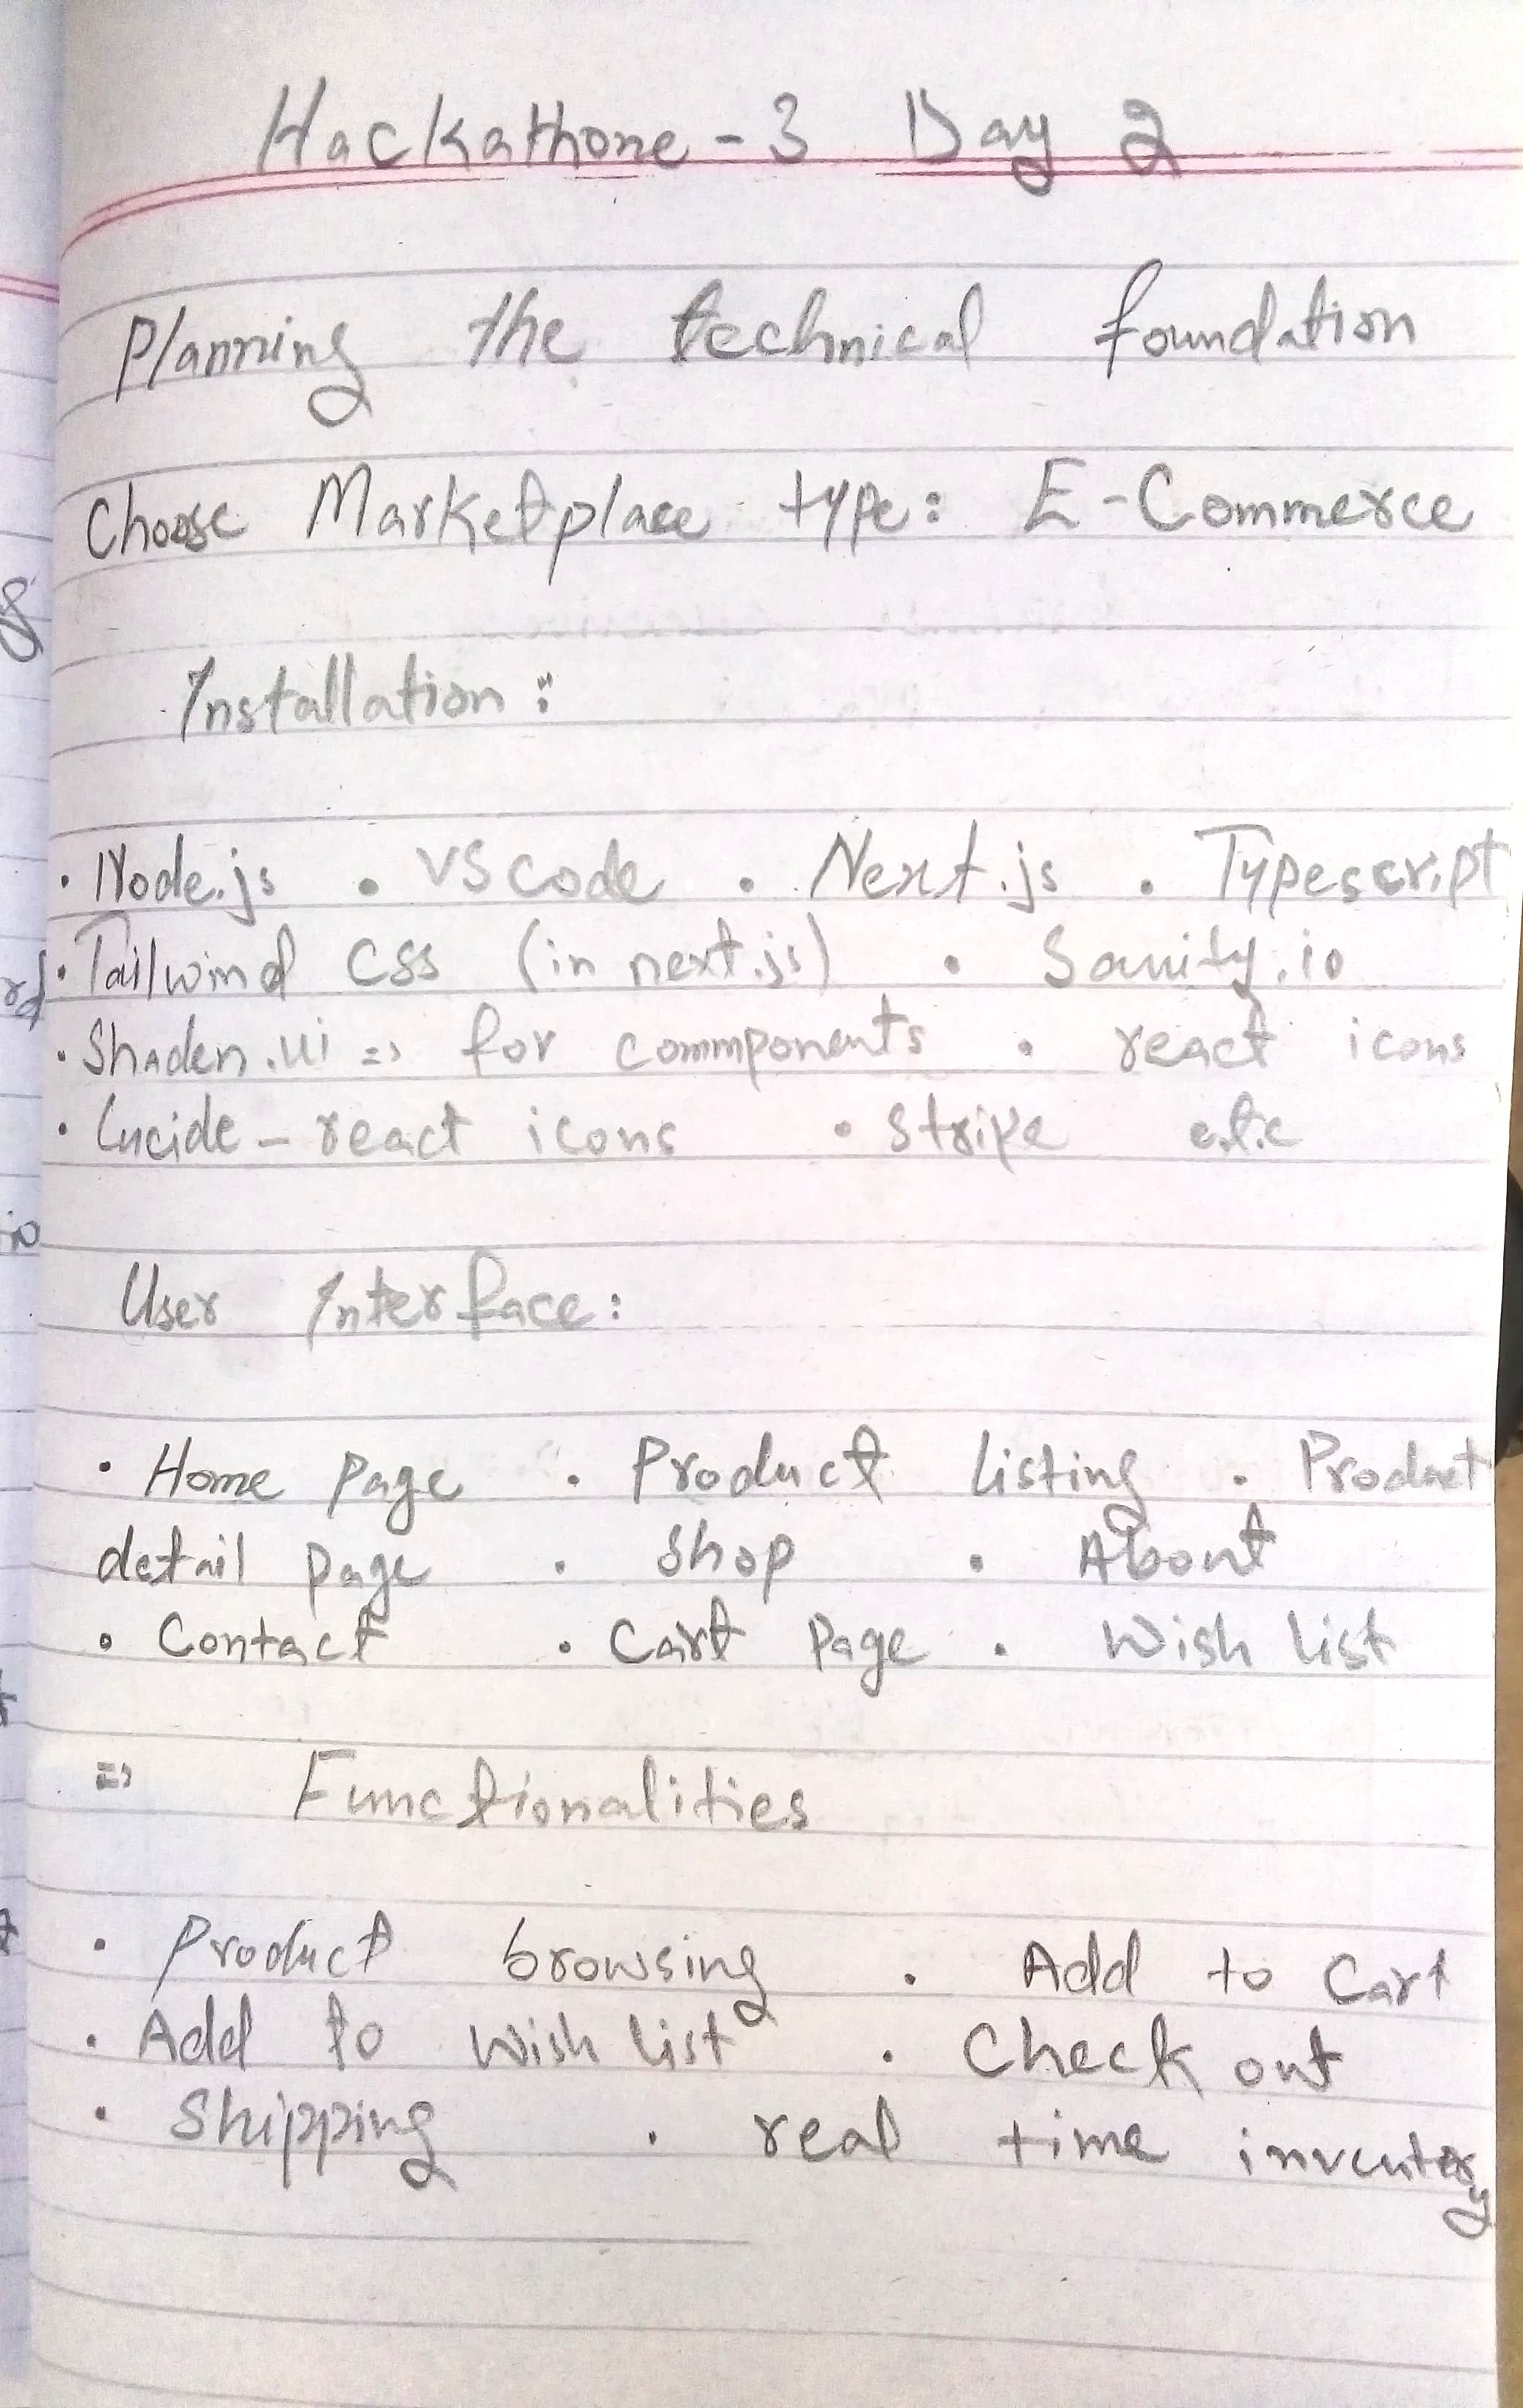 Hackathone - 3 Day 2
Planning the technical foundation
Choose Marketplace type: E-Commerce
Installation:
• Node.js • VS code • Next.js • Typescript
• Tailwind CSS (in next.js) • Sanity.io
• Shaden.ui => for commponents • react icons
• Lucide - react icons • Stripe e.t.c
User Interface:
• Home Page • Product listing • Product
detail page • Shop • About
• Contact • Cart Page • Wish list
=> Functionalities
• Product browsing • Add to Cart
• Add to Wish list • Check out
• Shipping • real time inventory